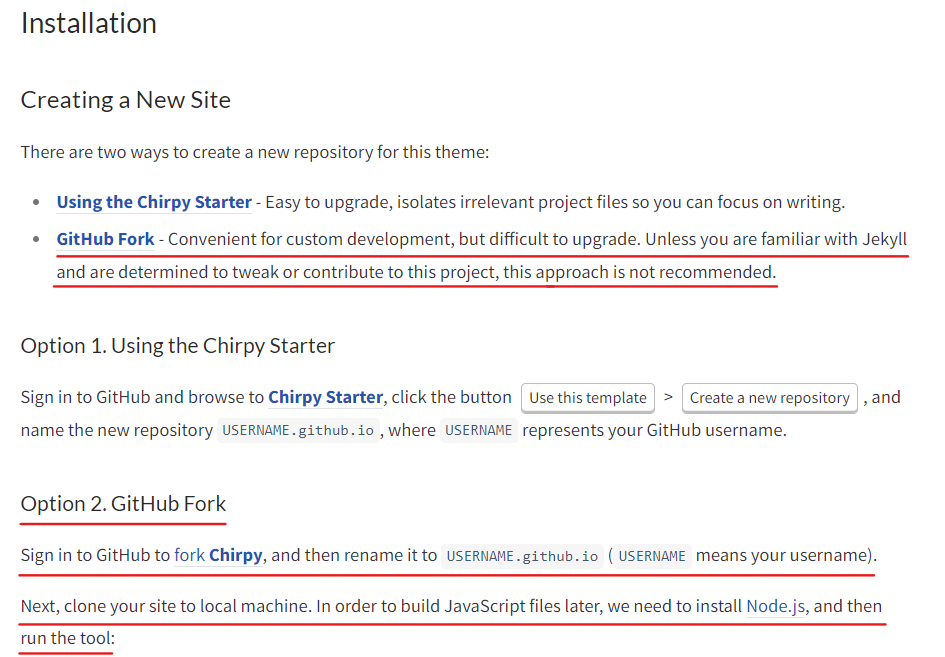 Installation
Creating a New Site
There are two ways to create a new repository for this theme:
• Using the Chirpy Starter - Easy to upgrade, isolates irrelevant project files so you can focus on writing.
• GitHub Fork - Convenient for custom development, but difficult to upgrade. Unless you are familiar with Jekyll
and are determined to tweak or contribute to this project, this approach is not recommended.
Option 1. Using the Chirpy Starter
Sign in to GitHub and browse to Chirpy Starter, click the button Use this template > Create a new repository , and
name the new repository USERNAME.github.io , where USERNAME represents your GitHub username.
Option 2. GitHub Fork
Sign in to GitHub to fork Chirpy, and then rename it to USERNAME.github.io ( USERNAME means your username).
Next, clone your site to local machine. In order to build JavaScript files later, we need to install Node.js, and then
run the tool: